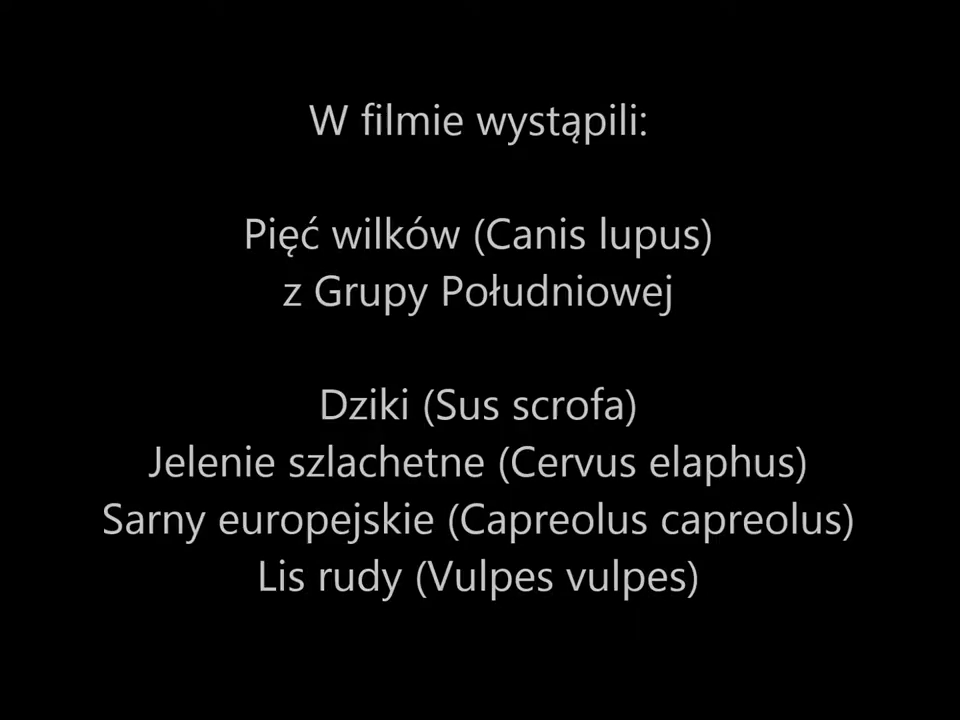 W filmie wystąpili:
Pięć wilków (Canis lupus)
z Grupy Południowej
Dziki (Sus scrofa)
Jelenie szlachetne (Cervus elaphus)
Sarny europejskie (Capreolus capreolus)
Lis rudy (Vulpes vulpes)